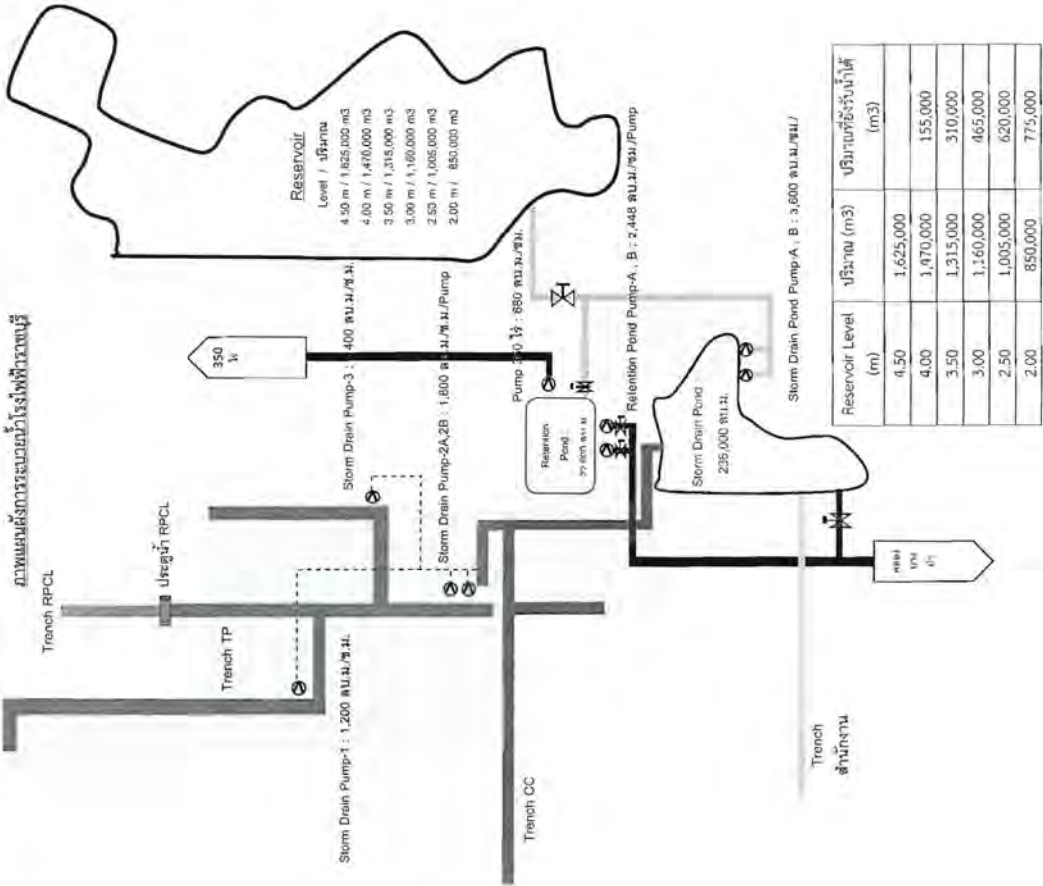 ภาพแผนผังการระบายน้ำโรงไฟฟ้าราชบุรี
Trench RPCL
ประตูน้ำ RPCL
Trench TP
Storm Drain Pump-1 : 1,200 ลบ.ม./ช.ม.
Trench CC
Storm Drain Pump-3 : 400 ลบ.ม./ช.ม.
Storm Drain Pump-2A,2B : 1,800 ลบ.ม./ช.ม./Pump
350
ไร่
Pump 350 ไร่ : 680 ลบ.ม./ชม.
Reservoir
Level / ปริมาณ
4.50 m / 1,625,000 m3
4.00 m / 1,470,000 m3
3.50 m / 1,315,000 m3
3.00 m / 1,160,000 m3
2.50 m / 1,005,000 m3
2.00 m / 850,000 m3
Retention
Pond :
Retention Pond Pump-A , B : 2,448 ลบ.ม./ชม./Pump
Storm Drain Pond
236,000 ลบ.ม.
Storm Drain Pond Pump-A , B : 3,600 ลบ.ม./ชม./
Trench
สำนักงาน
Reservoir Level (m) ปริมาณ (m3) ปริมาณที่ยังรับน้ำได้ (m3)
4.50 1,625,000
4.00 1,470,000 155,000
3.50 1,315,000 310,000
3.00 1,160,000 465,000
2.50 1,005,000 620,000
2.00 850,000 775,000